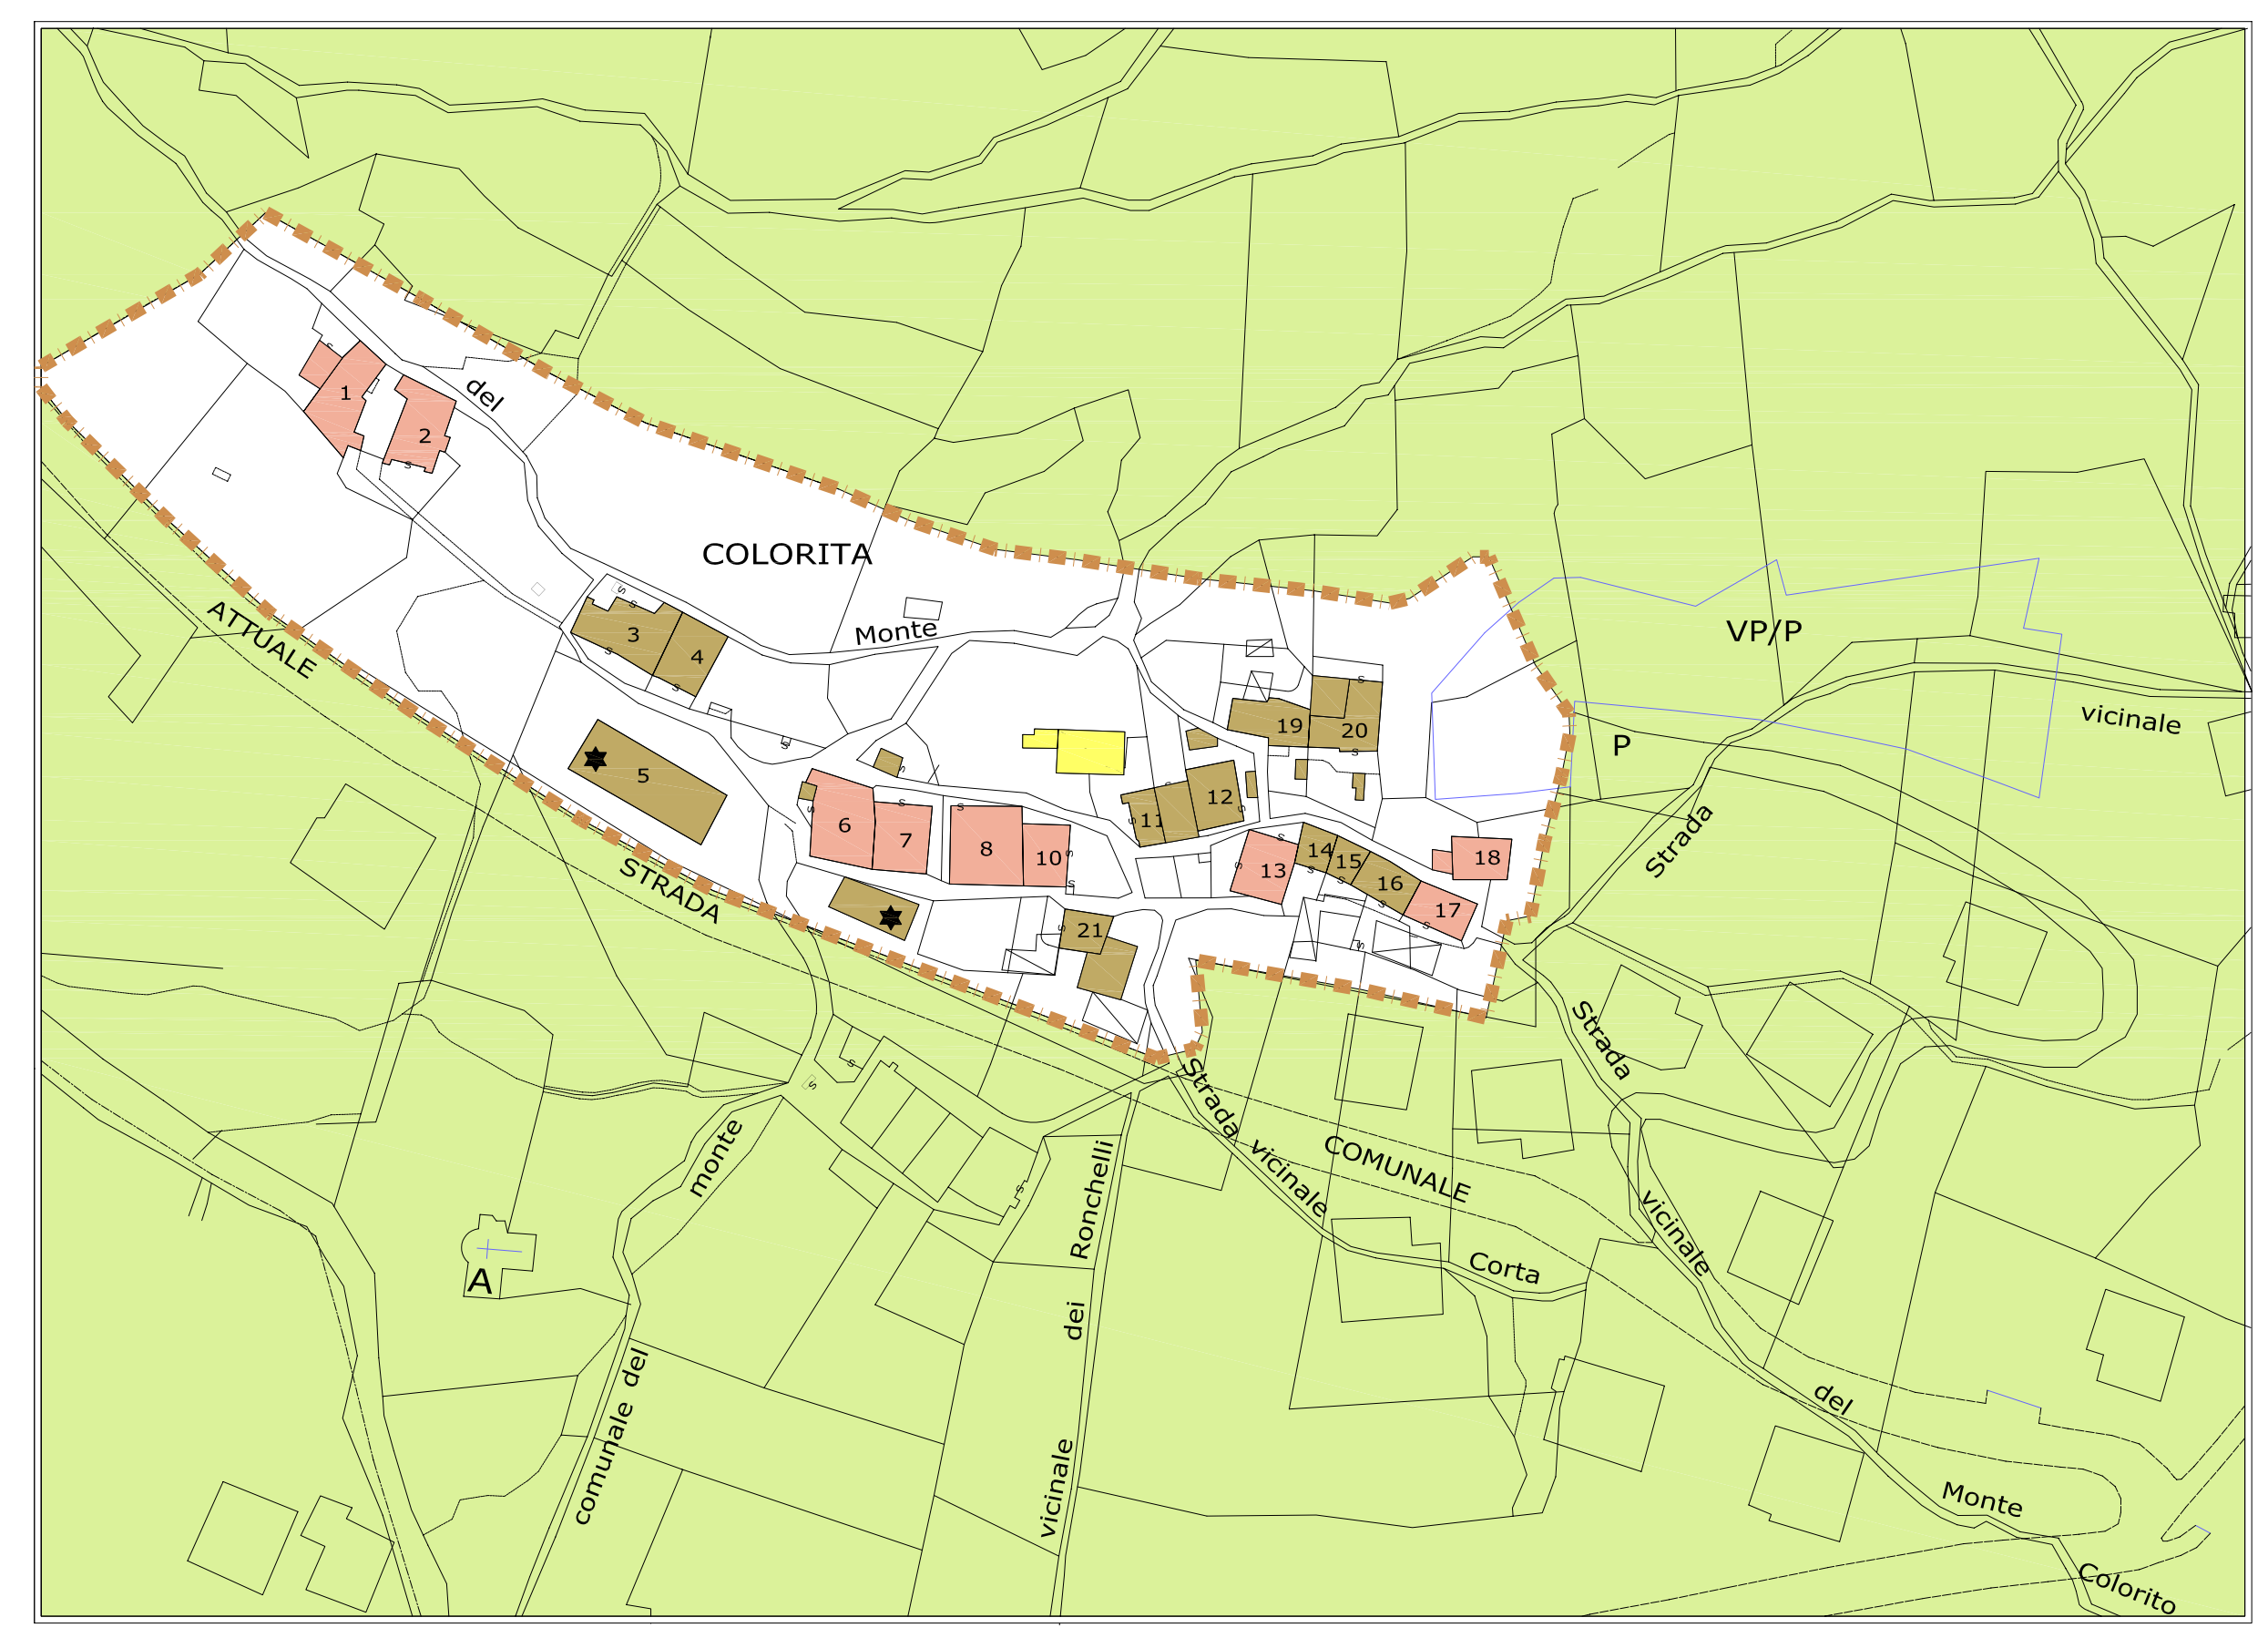 1
del
2
COLORITA
s
s
Monte
ATTUALE
3
s
4
s
VP/P
s
19
20
s
vicinale
P
s
5
s
s
12
s
s
s
s
s
11
6
7
8
10
s
s
s
13
s
14
15
s
s
16
s
18
17
s
Strada
STRADA
s
21
s
Strada
s
s
Strada
monte
vicinale
COMUNALE
s
Ronchelli
vicinale
Corta
A
dei
comunale del
vicinale
del
Monte
Colorito